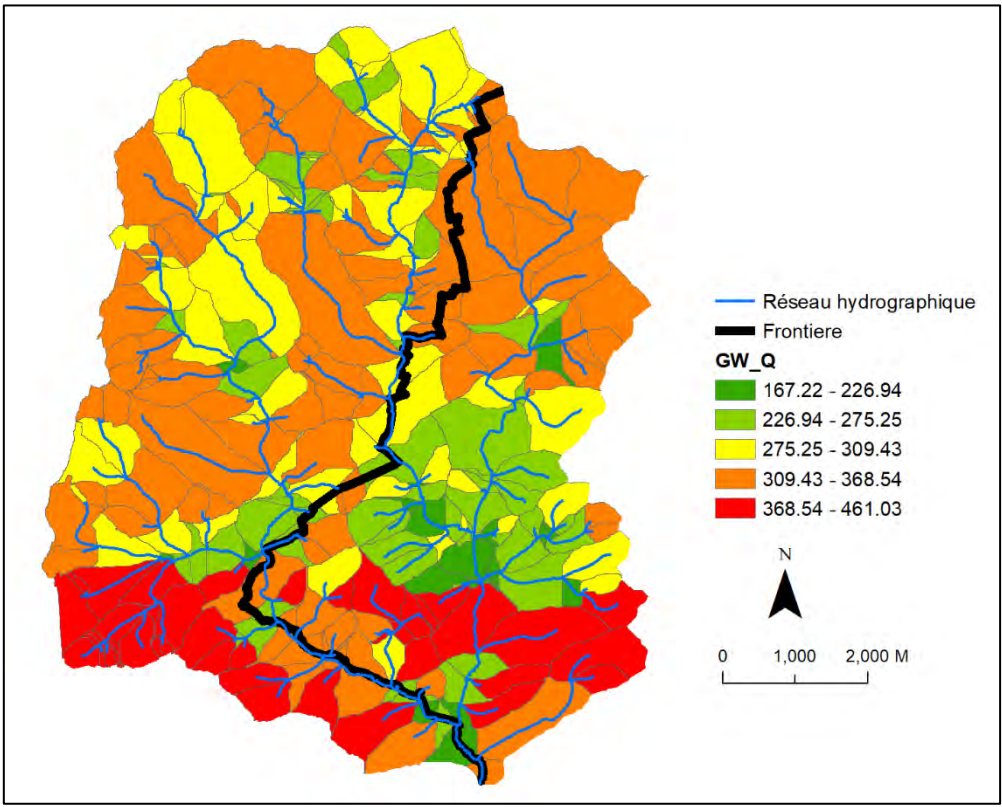 Réseau hydrographique
Frontiere
GW_Q
167.22 - 226.94
226.94 - 275.25
275.25 - 309.43
309.43 - 368.54
368.54 - 461.03
N
0 1,000 2,000 M